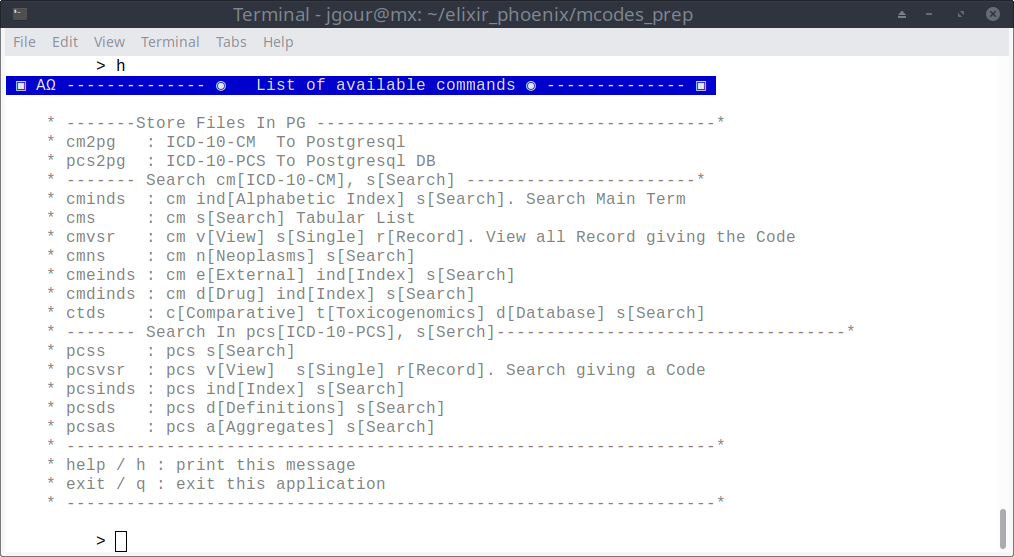 Terminal - jgour@mx: ~/elixir_phoenix/mcodes_prep
File Edit View Terminal Tabs Help
> h
▣ ΑΩ -------------- ◉   List of available commands ◉ -------------- ▣
* -------Store Files In PG ----------------------------------------*
* cm2pg   : ICD-10-CM  To Postgresql
* pcs2pg  : ICD-10-PCS To Postgresql DB
* ------- Search cm[ICD-10-CM], s[Search] -----------------------*
* cminds  : cm ind[Alphabetic Index] s[Search]. Search Main Term
* cms     : cm s[Search] Tabular List
* cmvsr   : cm v[View] s[Single] r[Record]. View all Record giving the Code
* cmns    : cm n[Neoplasms] s[Search]
* cmeinds : cm e[External] ind[Index] s[Search]
* cmdinds : cm d[Drug] ind[Index] s[Search]
* ctds    : c[Comparative] t[Toxicogenomics] d[Database] s[Search]
* ------- Search In pcs[ICD-10-PCS], s[Serch]-----------------------------------*
* pcss    : pcs s[Search]
* pcsvsr  : pcs v[View]  s[Single] r[Record]. Search giving a Code
* pcsinds : pcs ind[Index] s[Search]
* pcsds   : pcs d[Definitions] s[Search]
* pcsas   : pcs a[Aggregates] s[Search]
* -----------------------------------------------------------------*
* help / h : print this message
* exit / q : exit this application
* -----------------------------------------------------------------*
>